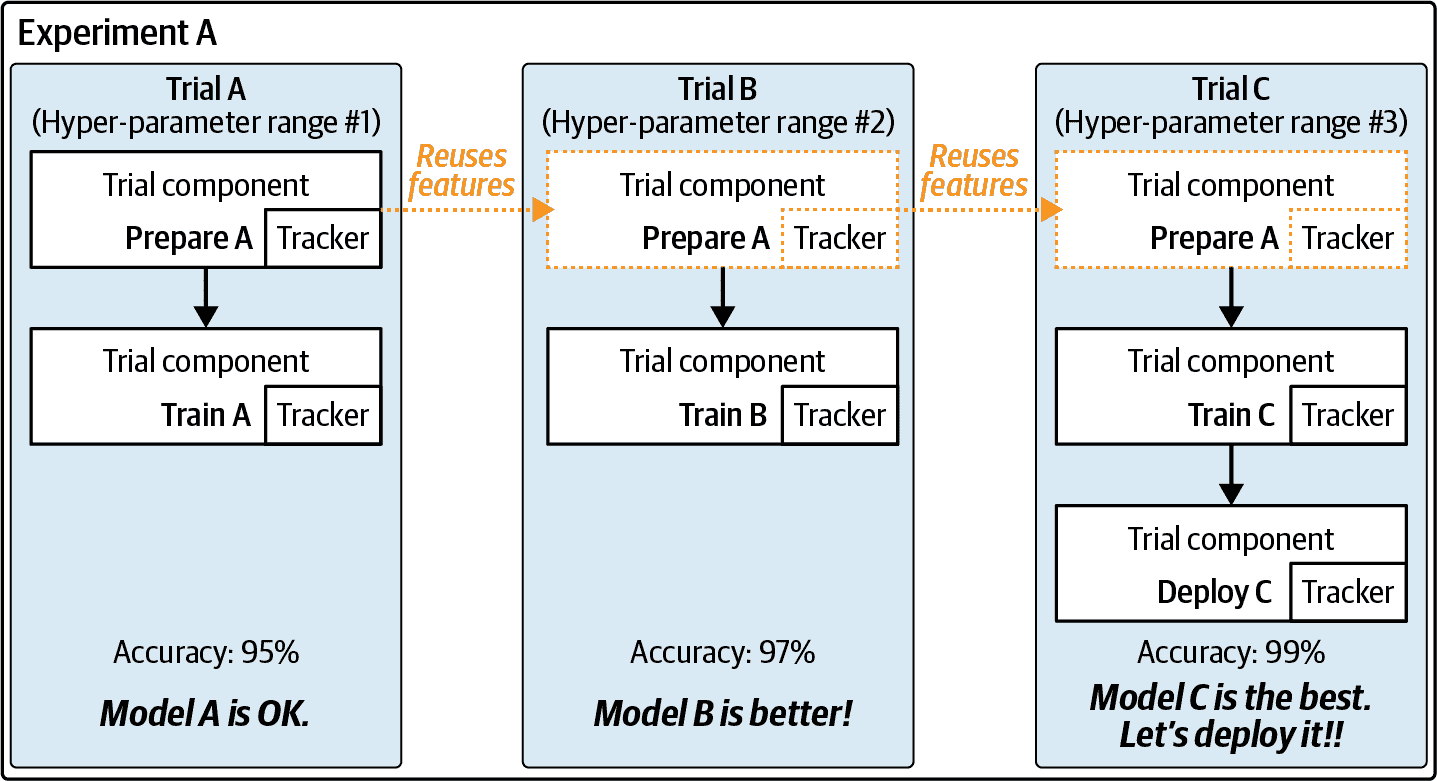 Experiment A
Trial A
(Hyper-parameter range #1)
Trial component
Prepare A
Tracker
Trial component
Train A
Tracker
Accuracy: 95%
Model A is OK.
Reuses
features
Trial B
(Hyper-parameter range #2)
Trial component
Prepare A
Tracker
Trial component
Train B
Tracker
Accuracy: 97%
Model B is better!
Reuses
features
Trial C
(Hyper-parameter range #3)
Trial component
Prepare A
Tracker
Trial component
Train C
Tracker
Trial component
Deploy C
Tracker
Accuracy: 99%
Model C is the best.
Let's deploy it!!